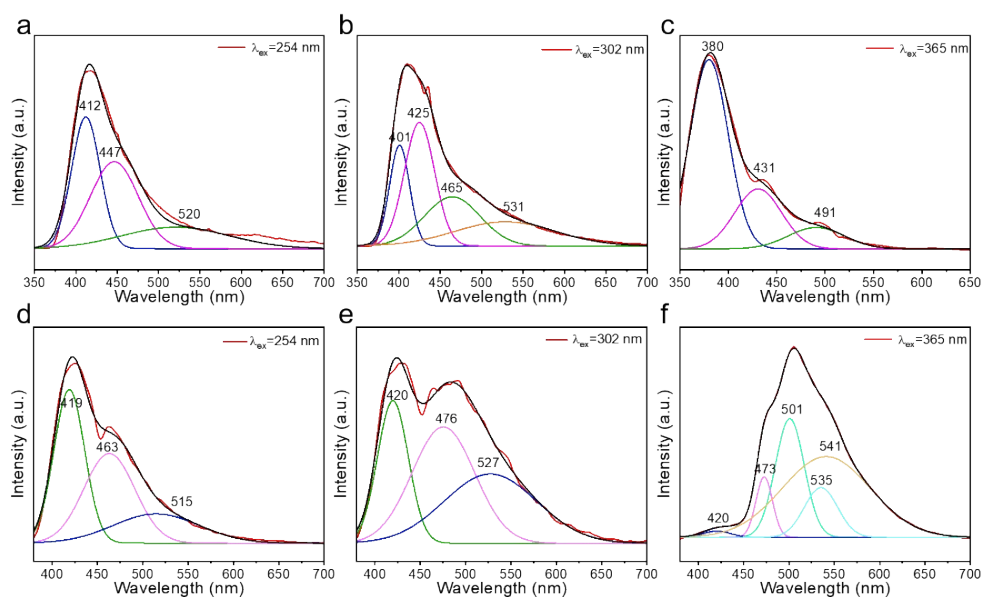 a
λex=254 nm
412
447
520
Intensity (a.u.)
350 400 450 500 550 600 650 700
Wavelength (nm)
b
λex=302 nm
401
425
465
531
Intensity (a.u.)
350 400 450 500 550 600 650 700
Wavelength (nm)
c
λex=365 nm
380
431
491
Intensity (a.u.)
350 400 450 500 550 600 650
Wavelength (nm)
d
λex=254 nm
419
463
515
Intensity (a.u.)
400 450 500 550 600 650 700
Wavelength (nm)
e
λex=302 nm
420
476
527
Intensity (a.u.)
400 450 500 550 600 650 700
Wavelength (nm)
f
λex=365 nm
420
473
501
541
535
Intensity (a.u.)
400 450 500 550 600 650 700
Wavelength (nm)